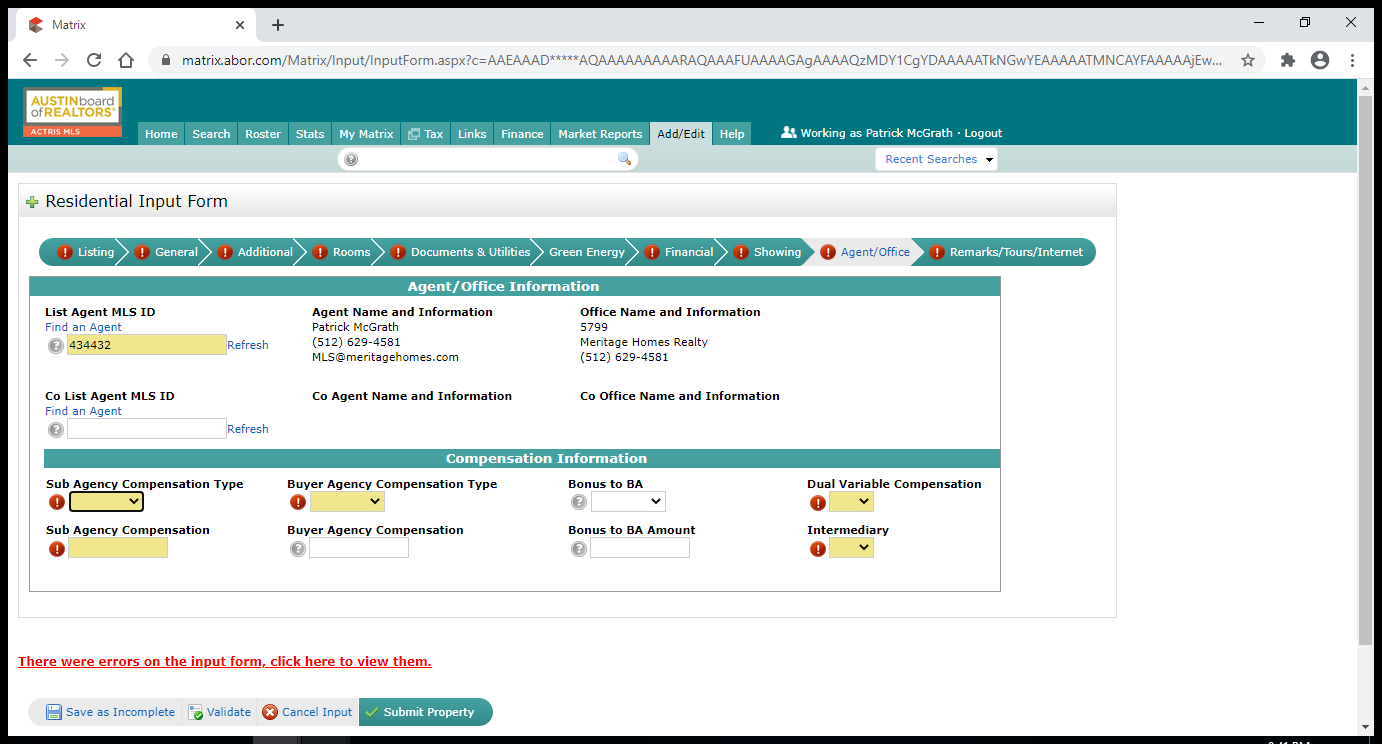 Matrix
matrix.abor.com/Matrix/Input/InputForm.aspx?c=AAEAAAD*****AQAAAAAAAAARAQAAAFUAAAAGAgAAAAQzMDY1CgYDAAAAATkNGwYEAAAAATMNCAYFAAAAAjEw...
AUSTINboard
ofREALTORS®
ACTRIS MLS
Home Search Roster Stats My Matrix Tax Links Finance Market Reports Add/Edit Help Working as Patrick McGrath · Logout
Recent Searches
Residential Input Form
Listing General Additional Rooms Documents & Utilities Green Energy Financial Showing Agent/Office Remarks/Tours/Internet
Agent/Office Information
List Agent MLS ID Agent Name and Information Office Name and Information
Find an Agent Patrick McGrath 5799
434432 Refresh (512) 629-4581 Meritage Homes Realty
MLS@meritagehomes.com (512) 629-4581
Co List Agent MLS ID Co Agent Name and Information Co Office Name and Information
Find an Agent
Refresh
Compensation Information
Sub Agency Compensation Type Buyer Agency Compensation Type Bonus to BA Dual Variable Compensation
Sub Agency Compensation Buyer Agency Compensation Bonus to BA Amount Intermediary
There were errors on the input form, click here to view them.
Save as Incomplete Validate Cancel Input Submit Property